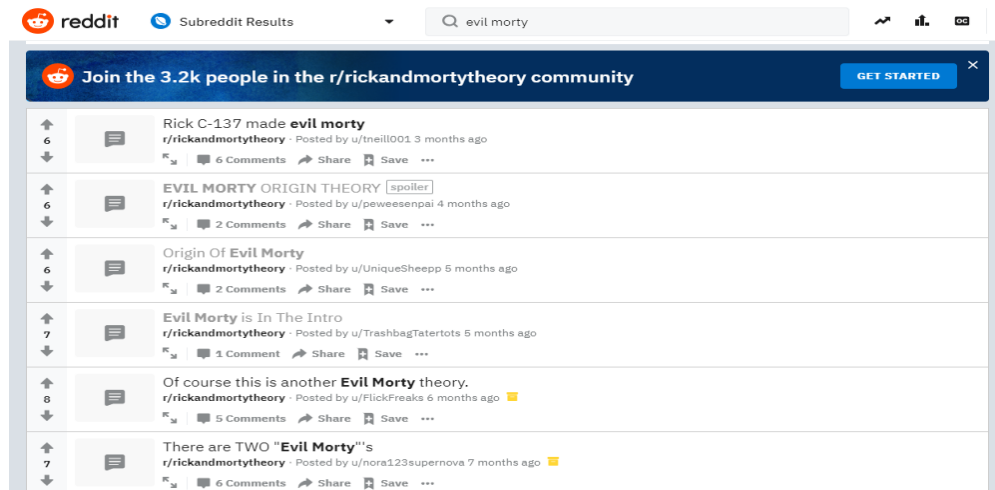 reddit Subreddit Results evil morty
Join the 3.2k people in the r/rickandmortytheory community GET STARTED
Rick C-137 made evil morty
r/rickandmortytheory · Posted by u/tneill001 3 months ago
6
6 Comments Share Save
EVIL MORTY ORIGIN THEORY spoiler
r/rickandmortytheory · Posted by u/peweesenpai 4 months ago
6
2 Comments Share Save
Origin Of Evil Morty
r/rickandmortytheory · Posted by u/UniqueSheepp 5 months ago
6
2 Comments Share Save
Evil Morty is In The Intro
r/rickandmortytheory · Posted by u/TrashbagTatertots 5 months ago
7
1 Comment Share Save
Of course this is another Evil Morty theory.
r/rickandmortytheory · Posted by u/FlickFreaks 6 months ago
8
5 Comments Share Save
There are TWO "Evil Morty"'s
r/rickandmortytheory · Posted by u/nora123supernova 7 months ago
7
6 Comments Share Save